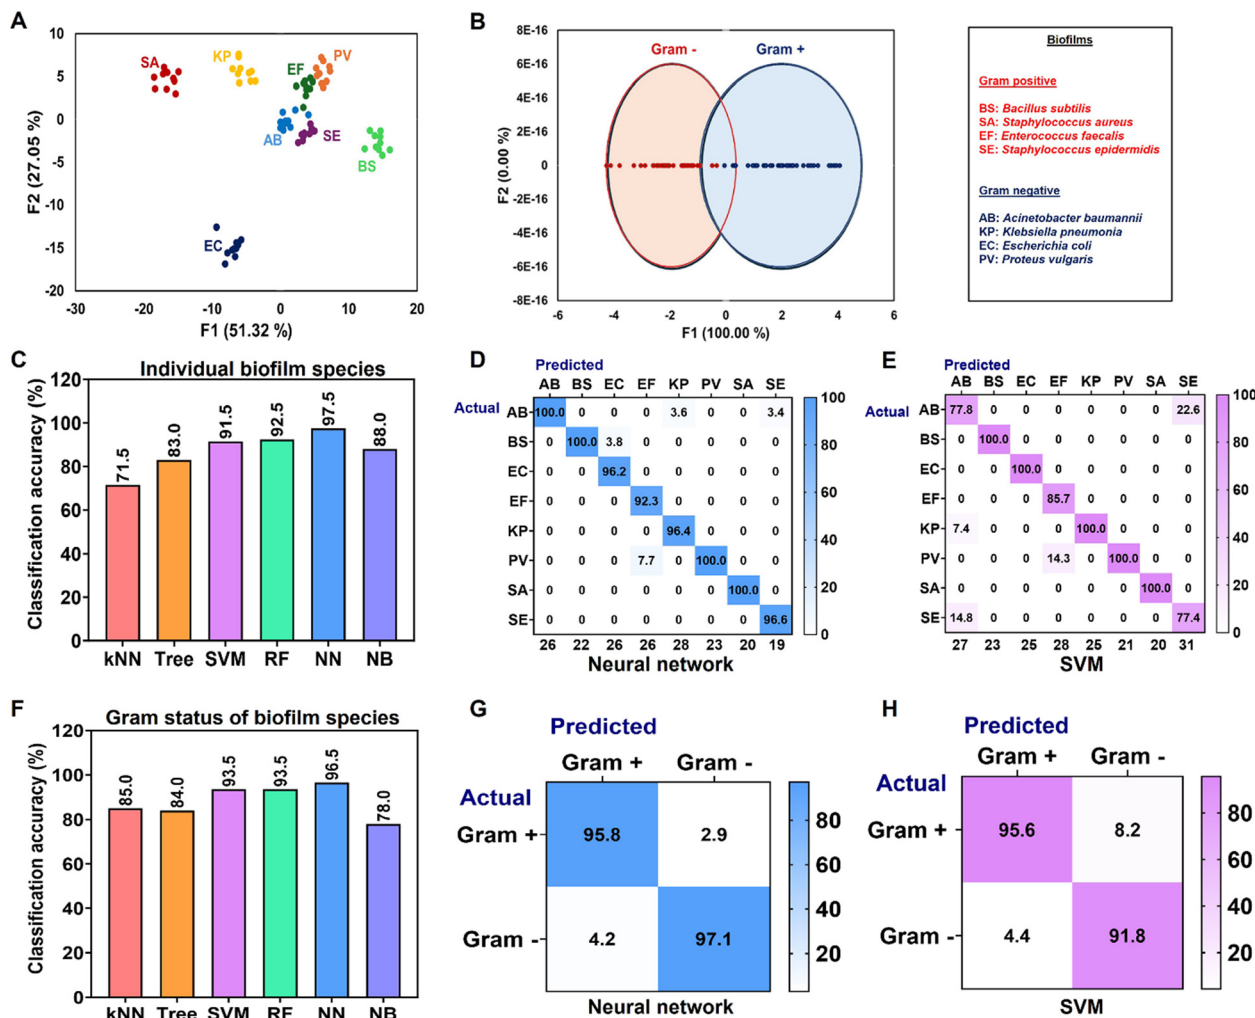 A
10
5
0
-5
-10
-15
-20
F2 (27.05 %)
SA
KP
EF
PV
AB
SE
BS
EC
-30
-20
-10
0
10
20
F1 (51.32 %)
B
8E-16
6E-16
4E-16
2E-16
0
-2E-16
-4E-16
-6E-16
-8E-16
F2 (0.00 %)
Gram -
Gram +
-6
-4
-2
0
2
4
6
F1 (100.00 %)
Biofilms
Gram positive
BS: Bacillus subtilis
SA: Staphylococcus aureus
EF: Enterococcus faecalis
SE: Staphylococcus epidermidis
Gram negative
AB: Acinetobacter baumannii
KP: Klebsiella pneumonia
EC: Escherichia coli
PV: Proteus vulgaris
C
Individual biofilm species
Classification accuracy (%)
120
100
80
60
40
20
0
71.5
83.0
91.5
92.5
97.5
88.0
kNN Tree SVM RF NN NB
D
Predicted
AB BS EC EF KP PV SA SE
Actual
AB 100.0 0 0 0 3.6 0 0 3.4
BS 0 100.0 3.8 0 0 0 0 0
EC 0 0 96.2 0 0 0 0 0
EF 0 0 0 92.3 0 0 0 0
KP 0 0 0 0 96.4 0 0 0
PV 0 0 0 7.7 0 100.0 0 0
SA 0 0 0 0 0 0 100.0 0
SE 0 0 0 0 0 0 0 96.6
26 22 26 26 28 23 20 19
Neural network
100
80
60
40
20
0
E
Predicted
AB BS EC EF KP PV SA SE
Actual
AB 77.8 0 0 0 0 0 0 22.6
BS 0 100.0 0 0 0 0 0 0
EC 0 0 100.0 0 0 0 0 0
EF 0 0 0 85.7 0 0 0 0
KP 7.4 0 0 0 100.0 0 0 0
PV 0 0 0 14.3 0 100.0 0 0
SA 0 0 0 0 0 0 100.0 0
SE 14.8 0 0 0 0 0 0 77.4
27 23 25 28 25 21 20 31
SVM
100
80
60
40
20
0
F
Gram status of biofilm species
Classification accuracy (%)
120
100
80
60
40
20
0
85.0
84.0
93.5
93.5
96.5
78.0
kNN Tree SVM RF NN NB
G
Predicted
Gram + Gram -
Actual
Gram + 95.8 2.9
Gram - 4.2 97.1
Neural network
80
60
40
20
H
Predicted
Gram + Gram -
Actual
Gram + 95.6 8.2
Gram - 4.4 91.8
SVM
80
60
40
20